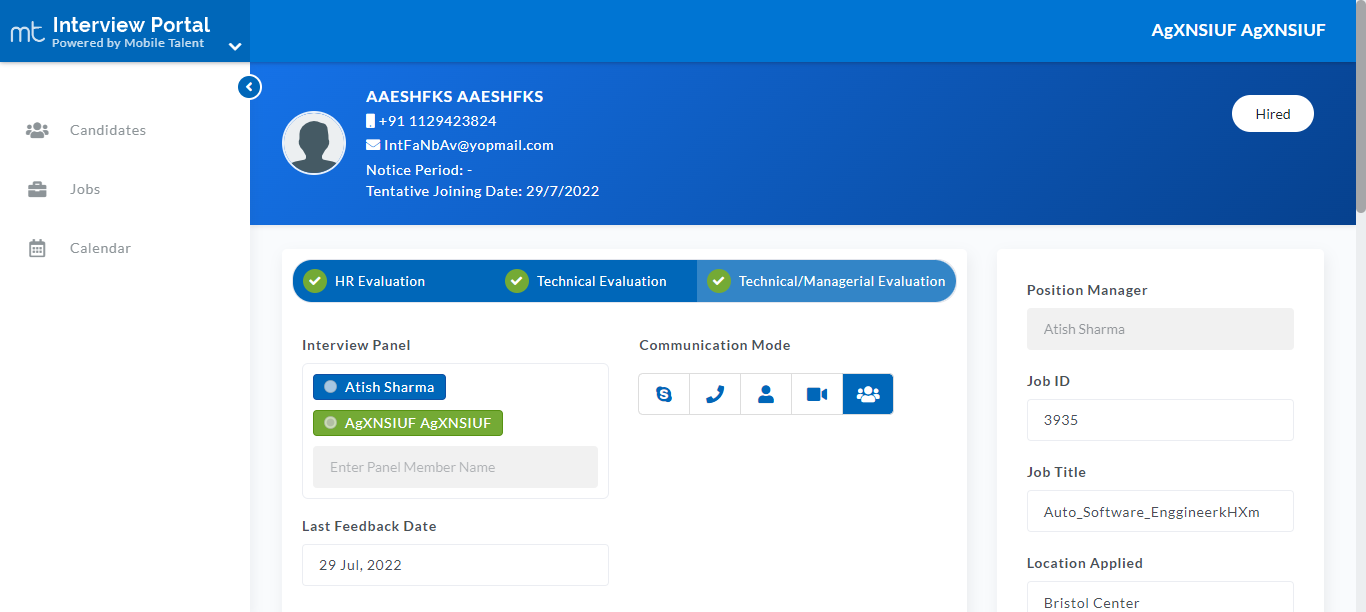 mt Interview Portal
Powered by Mobile Talent
AgXNSIUF AgXNSIUF
Candidates
Jobs
Calendar
AAESHFKS AAESHFKS
+91 1129423824
IntFaNbAv@yopmail.com
Notice Period: -
Tentative Joining Date: 29/7/2022
Hired
HR Evaluation
Technical Evaluation
Technical/Managerial Evaluation
Interview Panel
Atish Sharma
AgXNSIUF AgXNSIUF
Enter Panel Member Name
Last Feedback Date
29 Jul, 2022
Communication Mode
Position Manager
Atish Sharma
Job ID
3935
Job Title
Auto_Software_EnggineerkHXm
Location Applied
Bristol Center